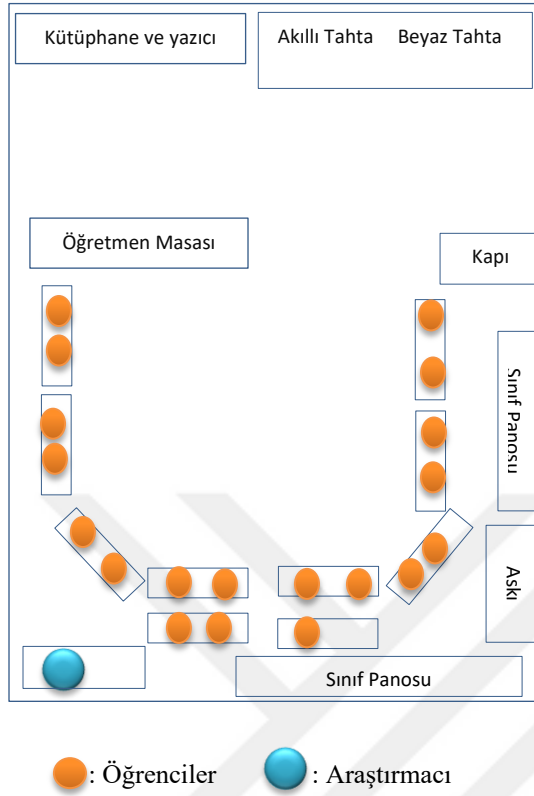 Kütüphane ve yazıcı
Akıllı Tahta Beyaz Tahta
Öğretmen Masası
Kapı
Sınıf Panosu
Askı
Sınıf Panosu
: Öğrenciler : Araştırmacı